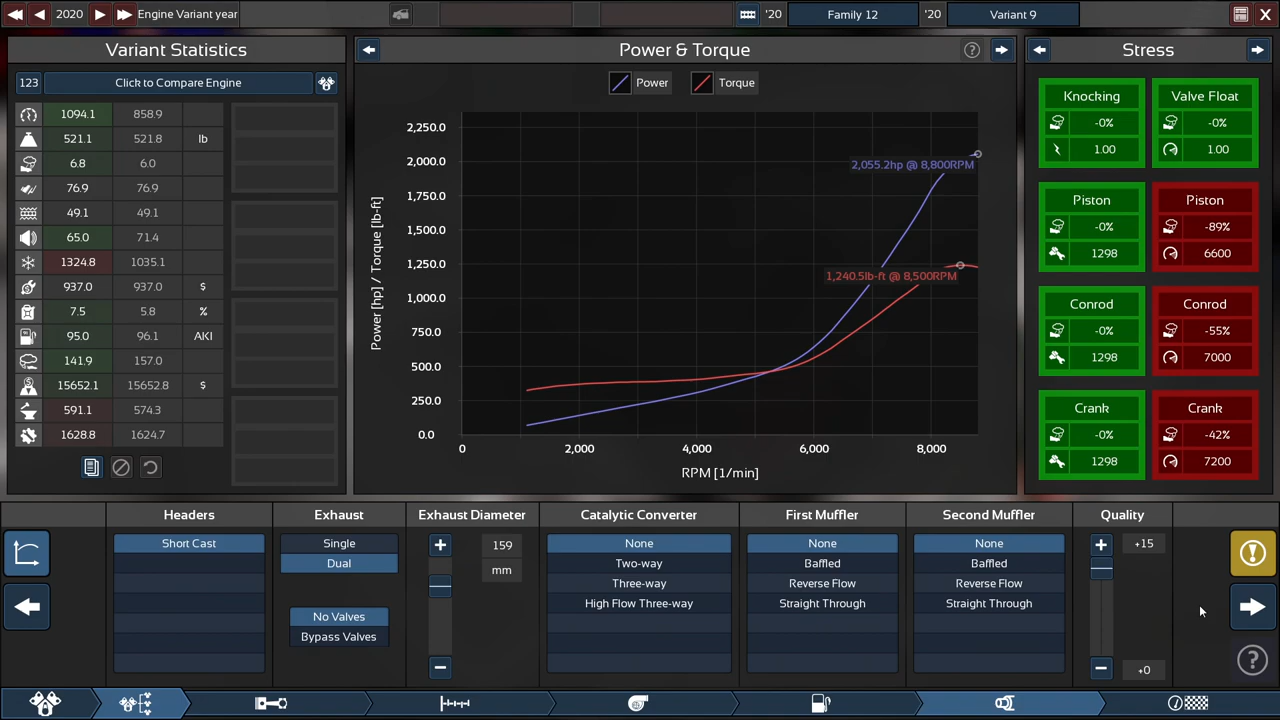 2020
Engine Variant year
'20
Family 12
'20
Variant 9
Variant Statistics
123
Click to Compare Engine
1094.1 858.9
521.1 521.8 lb
6.8 6.0
76.9 76.9
49.1 49.1
65.0 71.4
1324.8 1035.1
937.0 937.0 $
7.5 5.8 %
95.0 96.1 AKI
141.9 157.0
15652.1 15652.8 $
591.1 574.3
1628.8 1624.7
Power & Torque
?
Power
Torque
2,250.0
2,000.0
1,750.0
1,500.0
1,250.0
1,000.0
750.0
500.0
250.0
0.0
Power [hp] / Torque [lb-ft]
2,055.2hp @ 8,800RPM
1,240.5lb-ft @ 8,500RPM
0 2,000 4,000 6,000 8,000
RPM [1/min]
Stress
Knocking
-0%
1.00
Valve Float
-0%
1.00
Piston
-0%
1298
Piston
-89%
6600
Conrod
-0%
1298
Conrod
-55%
7000
Crank
-0%
1298
Crank
-42%
7200
Headers
Short Cast
Exhaust
Single
Dual
No Valves
Bypass Valves
Exhaust Diameter
159
mm
Catalytic Converter
None
Two-way
Three-way
High Flow Three-way
First Muffler
None
Baffled
Reverse Flow
Straight Through
Second Muffler
None
Baffled
Reverse Flow
Straight Through
Quality
+15
+0
?